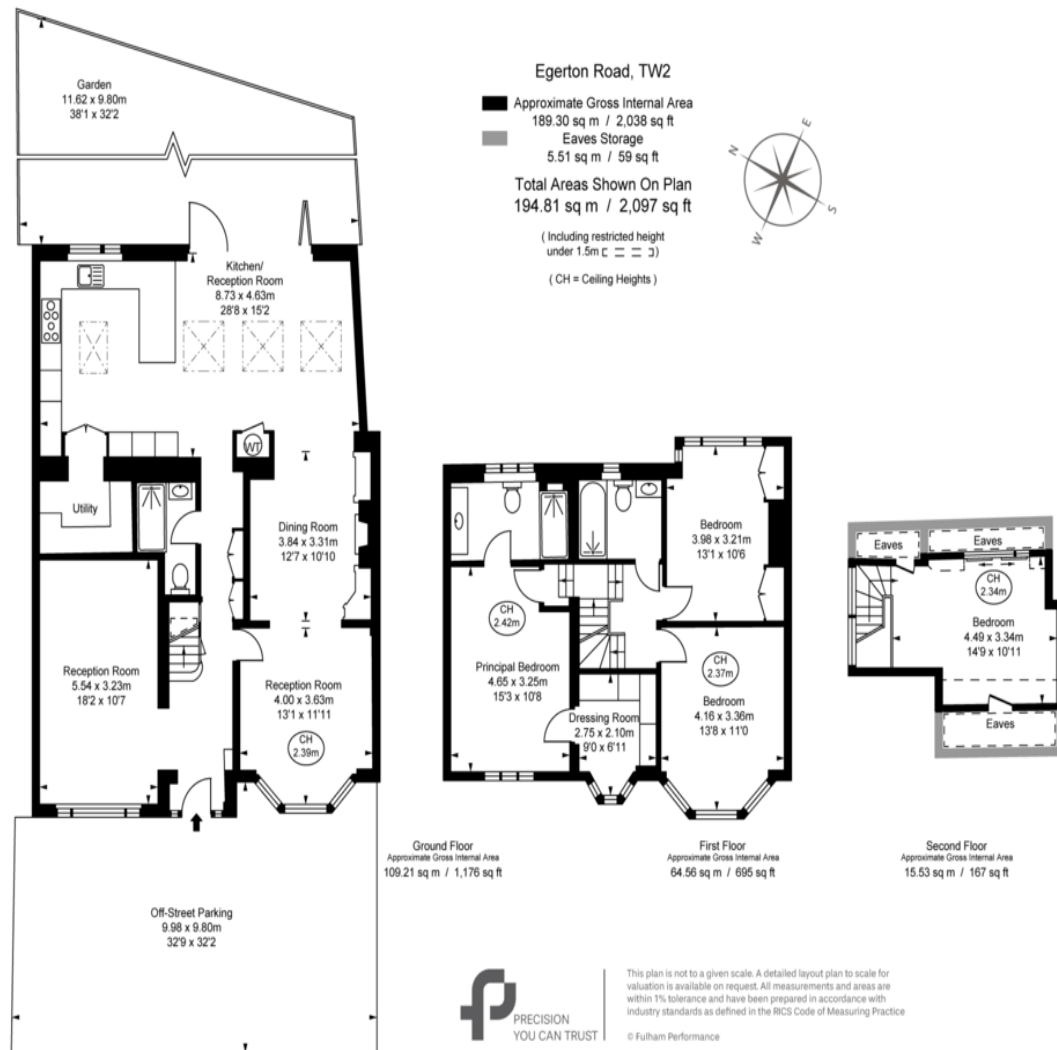 Garden
11.62 x 9.80m
38'1 x 32'2
Egerton Road, TW2
Approximate Gross Internal Area
189.30 sq m / 2,038 sq ft
Eaves Storage
5.51 sq m / 59 sq ft
Total Areas Shown On Plan
194.81 sq m / 2,097 sq ft
( Including restricted height
under 1.5m )
( CH = Ceiling Heights )
N
E
S
W
Kitchen/
Reception Room
8.73 x 4.63m
28'8 x 15'2
WT
Utility
Dining Room
3.84 x 3.31m
12'7 x 10'10
Reception Room
5.54 x 3.23m
18'2 x 10'7
Reception Room
4.00 x 3.63m
13'1 x 11'11
CH
2.39m
Off-Street Parking
9.98 x 9.80m
32'9 x 32'2
Ground Floor
Approximate Gross Internal Area
109.21 sq m / 1,176 sq ft
Bedroom
3.98 x 3.21m
13'1 x 10'6
CH
2.42m
Principal Bedroom
4.65 x 3.25m
15'3 x 10'8
Dressing Room
2.75 x 2.10m
9'0 x 6'11
CH
2.37m
Bedroom
4.16 x 3.36m
13'8 x 11'0
First Floor
Approximate Gross Internal Area
64.56 sq m / 695 sq ft
Eaves
Eaves
CH
2.34m
Bedroom
4.49 x 3.34m
14'9 x 10'11
Eaves
Second Floor
Approximate Gross Internal Area
15.53 sq m / 167 sq ft
PRECISION
YOU CAN TRUST
This plan is not to a given scale. A detailed layout plan to scale for
valuation is available on request. All measurements and areas are
within 1% tolerance and have been prepared in accordance with
industry standards as defined in the RICS Code of Measuring Practice
© Fulham Performance